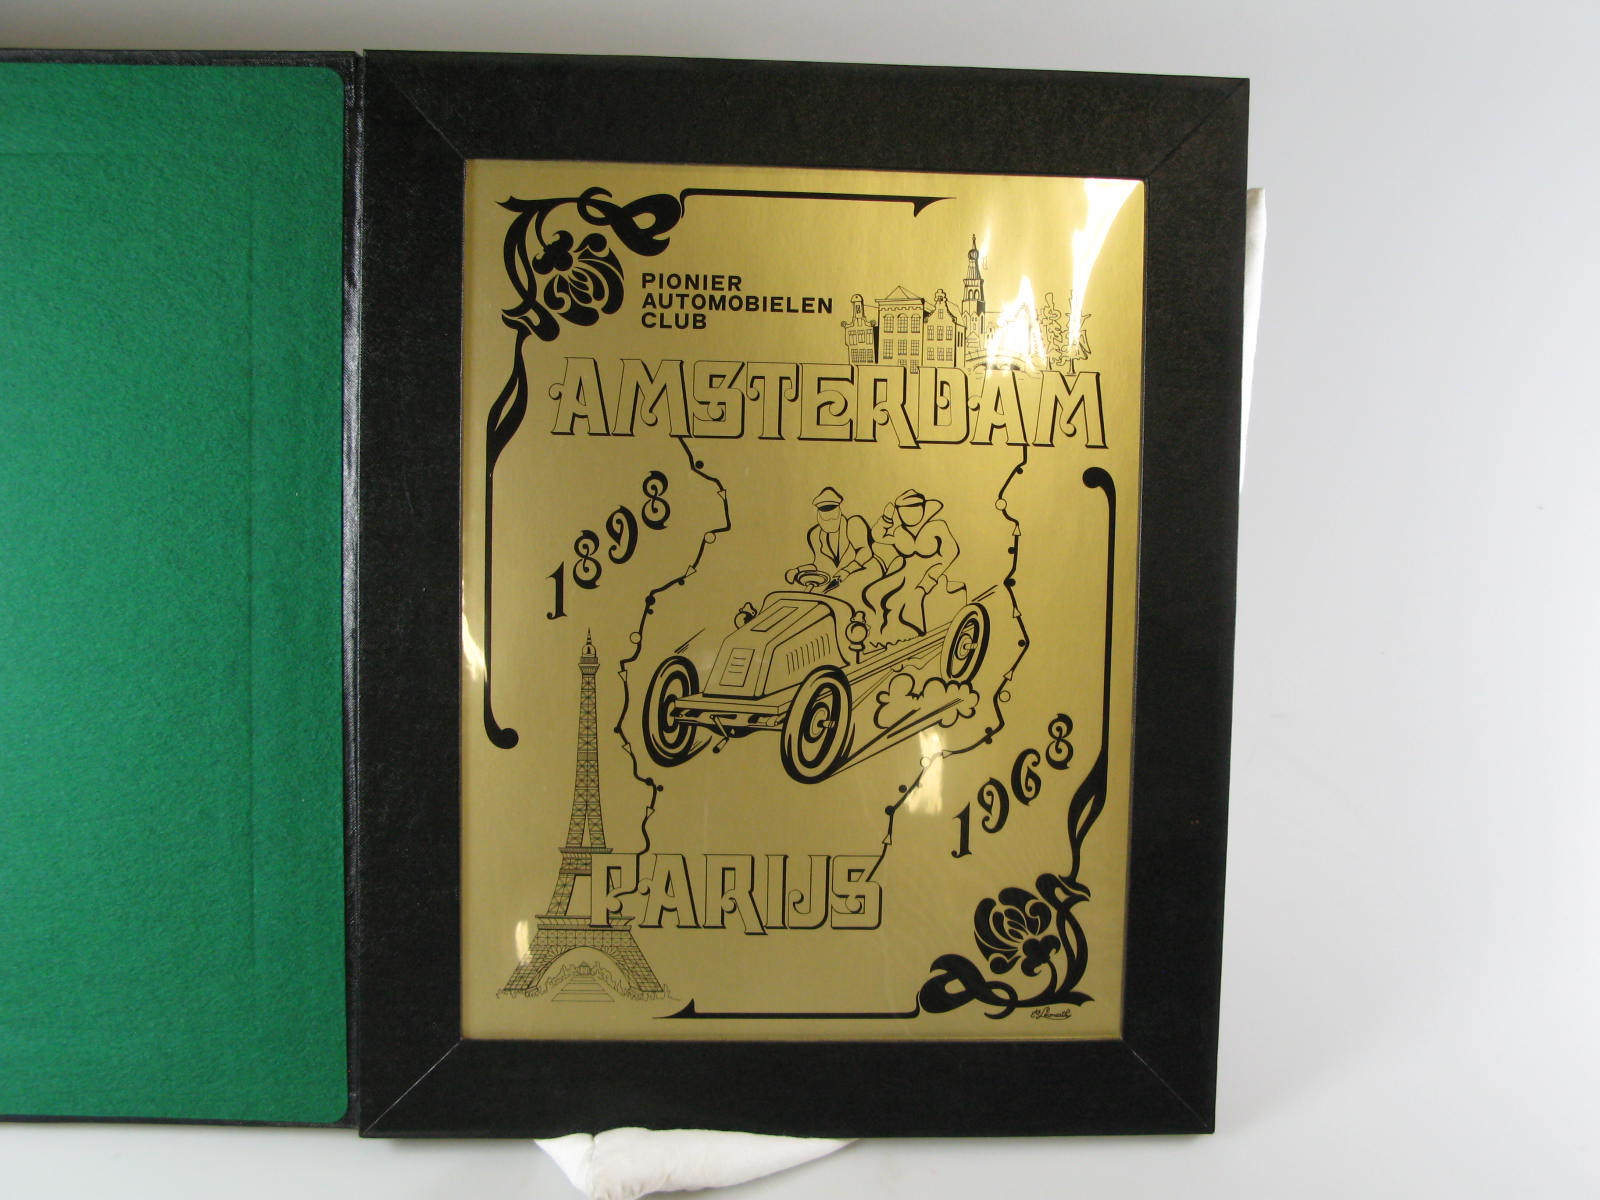 PIONIER
AUTOMOBIELEN
CLUB
AMSTERDAM
1898
1968
PARIJS